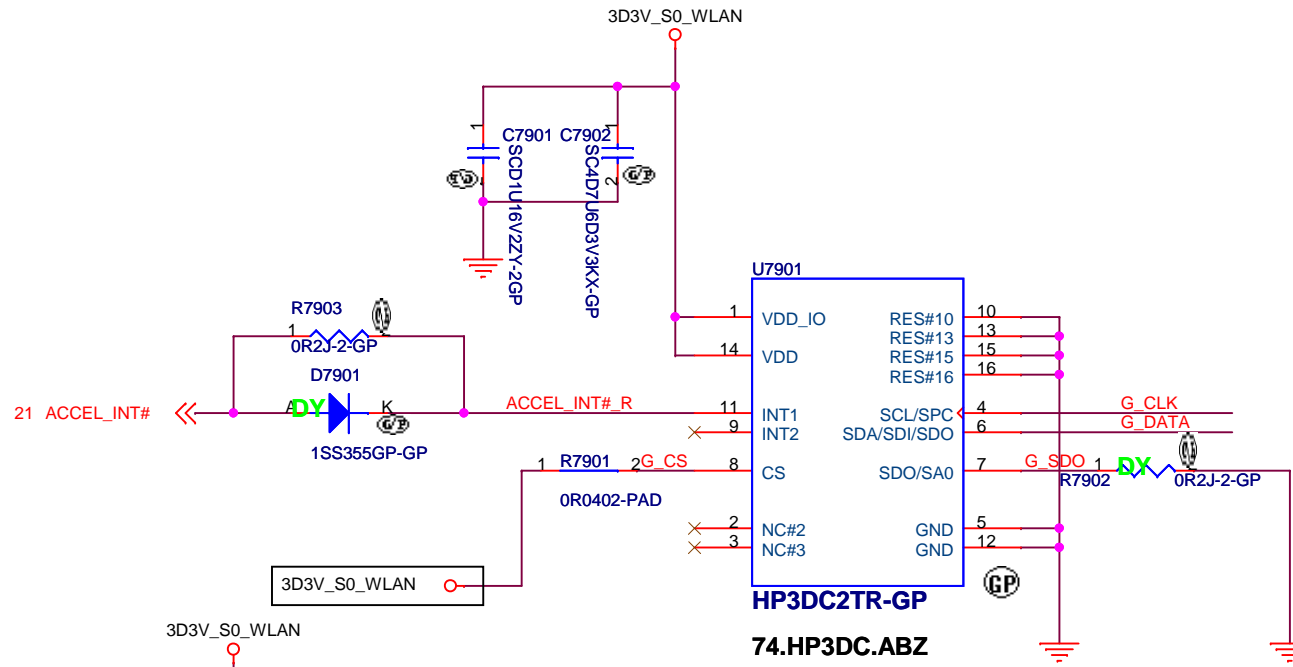 3D3V_S0_WLAN
1
1
C7901
C7902
SCD1U16V2ZY-2GP
SC4D7U6D3V3KX-GP
2
G/P
U7901
R7903
1
0R2J-2-GP
D7901
21 ACCEL_INT#
A
DY
K
G/P
1SS355GP-GP
ACCEL_INT#_R
1
VDD_IO
14
VDD
11
INT1
9
INT2
8
CS
2
NC#2
3
NC#3
RES#10
10
RES#13
13
RES#15
15
RES#16
16
SCL/SPC
4
G_CLK
SDA/SDI/SDO
6
G_DATA
SDO/SA0
7
G_SDO
1
DY
R7902
0R2J-2-GP
GND
5
GND
12
1
R7901
2
G_CS
0R0402-PAD
3D3V_S0_WLAN
GP
HP3DC2TR-GP
74.HP3DC.ABZ
3D3V_S0_WLAN